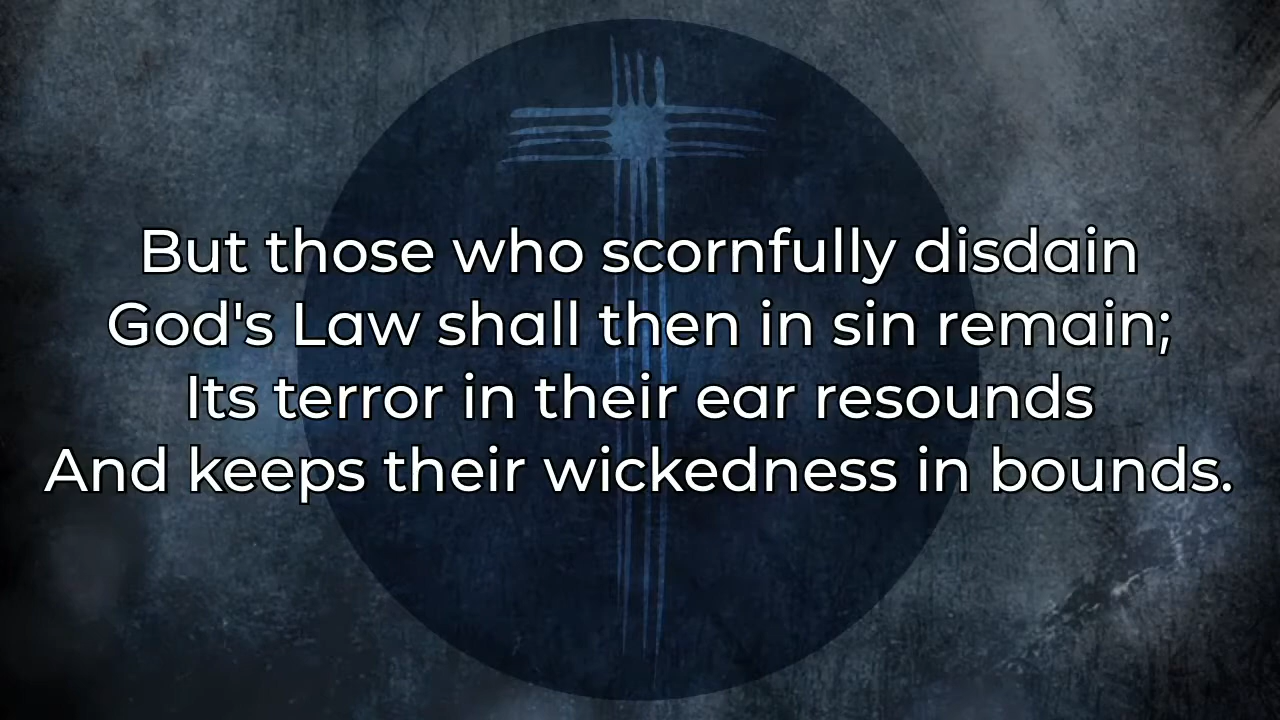 But those who scornfully disdain
God's Law shall then in sin remain;
Its terror in their ear resounds
And keeps their wickedness in bounds.